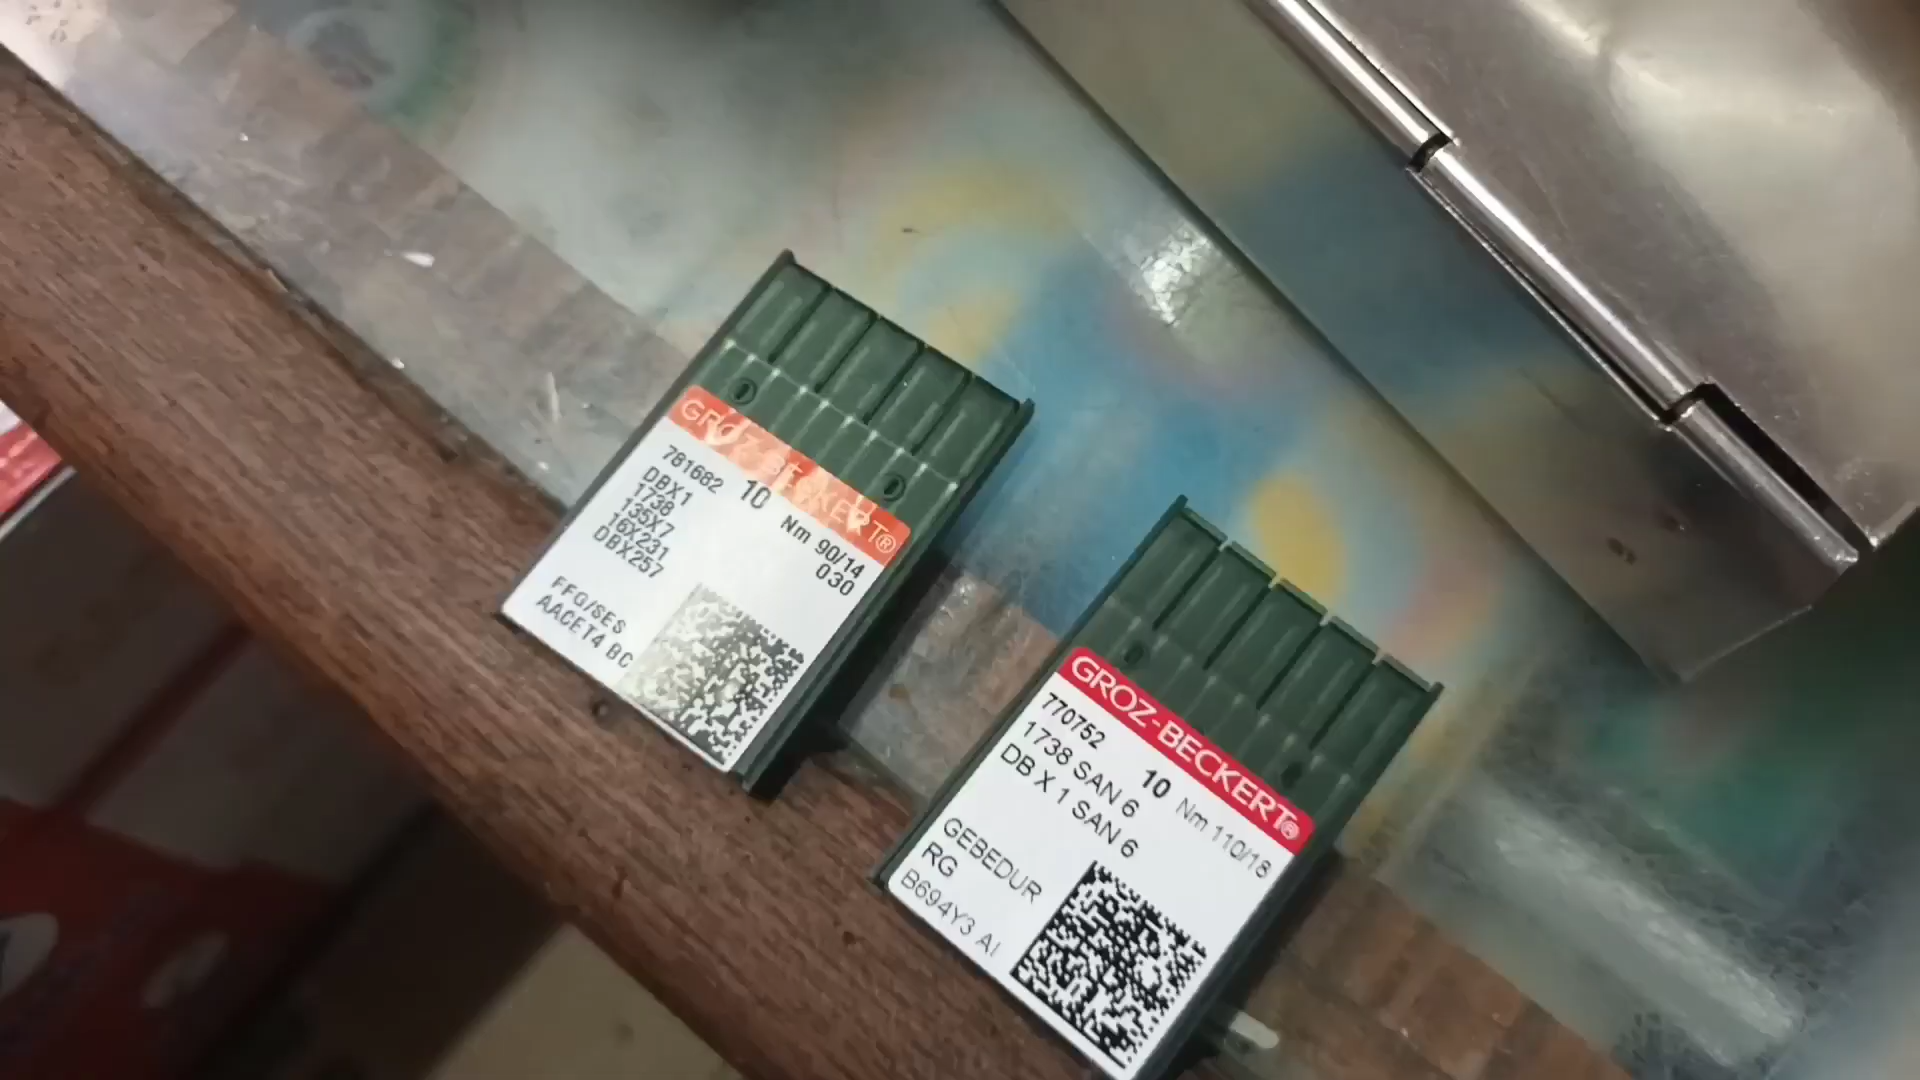 GROZ-BECKERT®
781682
10
Nm 90/14
030
DBX1
1738
135X7
16X231
DBX257
FFG/SES
AACET4 BC
GROZ-BECKERT®
770752
10
Nm 110/18
1738 SAN 6
DB X 1 SAN 6
GEBEDUR
RG
B694Y3 AI